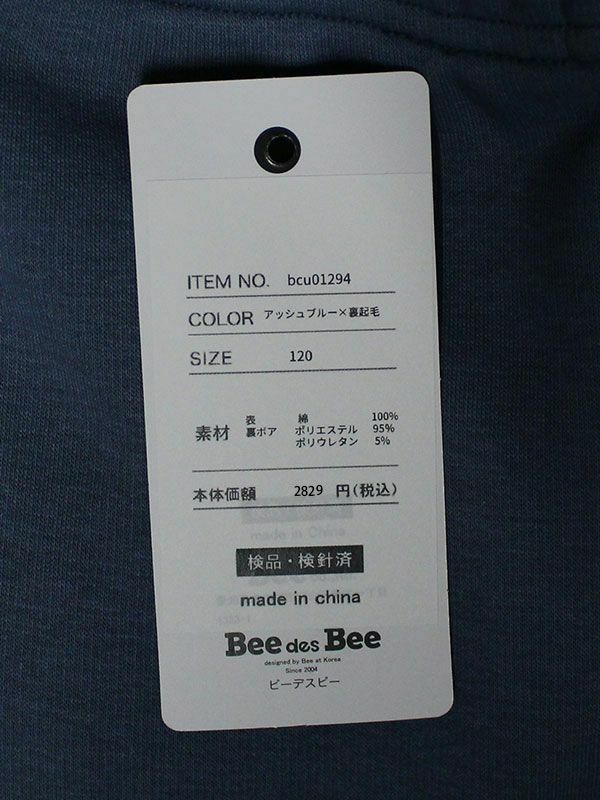 ITEM NO. bcu01294
COLOR アッシュブルー×裏起毛
SIZE 120
素材 表 綿 100%
裏ボア ポリエステル 95%
ポリウレタン 5%
本体価額 2829 円(税込)
made in China
検品・検針済
made in china
Bee des Bee
designed by Bee at Korea
Since 2004
ビーデスビー